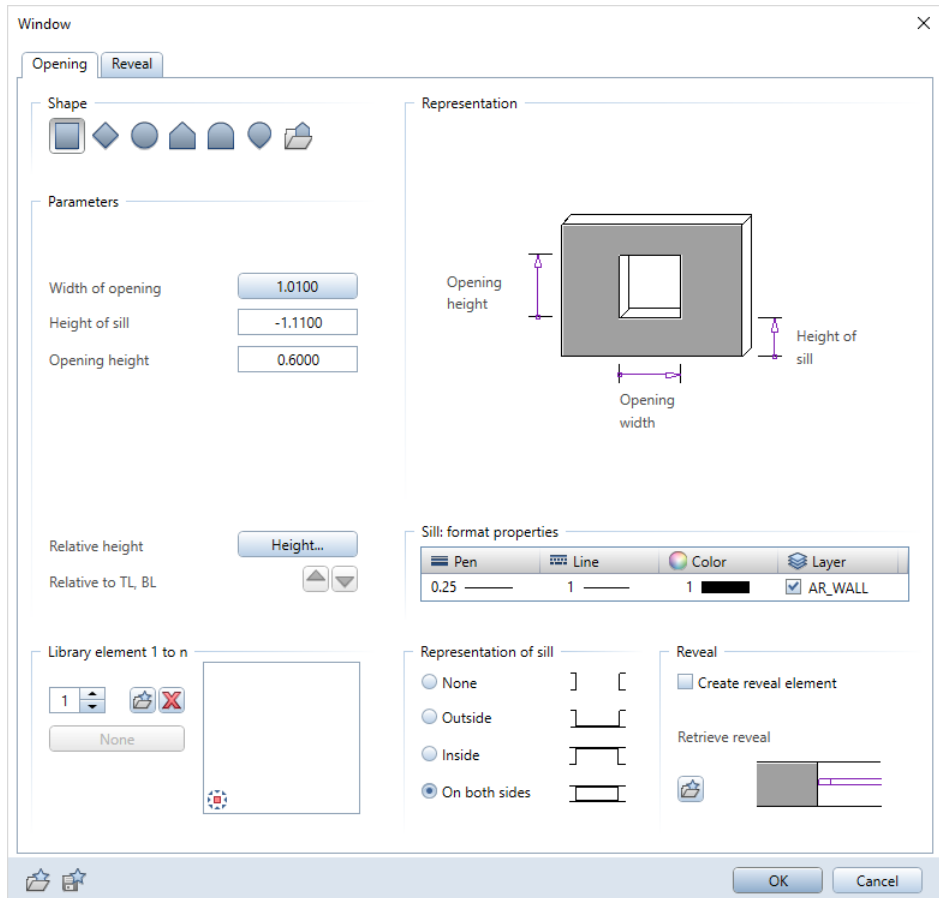 Window
Opening
Reveal
Shape
Representation
Parameters
Width of opening
1.0100
Height of sill
-1.1100
Opening height
0.6000
Opening
height
Height of
sill
Opening
width
Relative height
Height...
Relative to TL, BL
Sill: format properties
Pen
Line
Color
Layer
0.25
1
1
AR_WALL
Library element 1 to n
1
None
Representation of sill
None
Outside
Inside
On both sides
Reveal
Create reveal element
Retrieve reveal
OK
Cancel